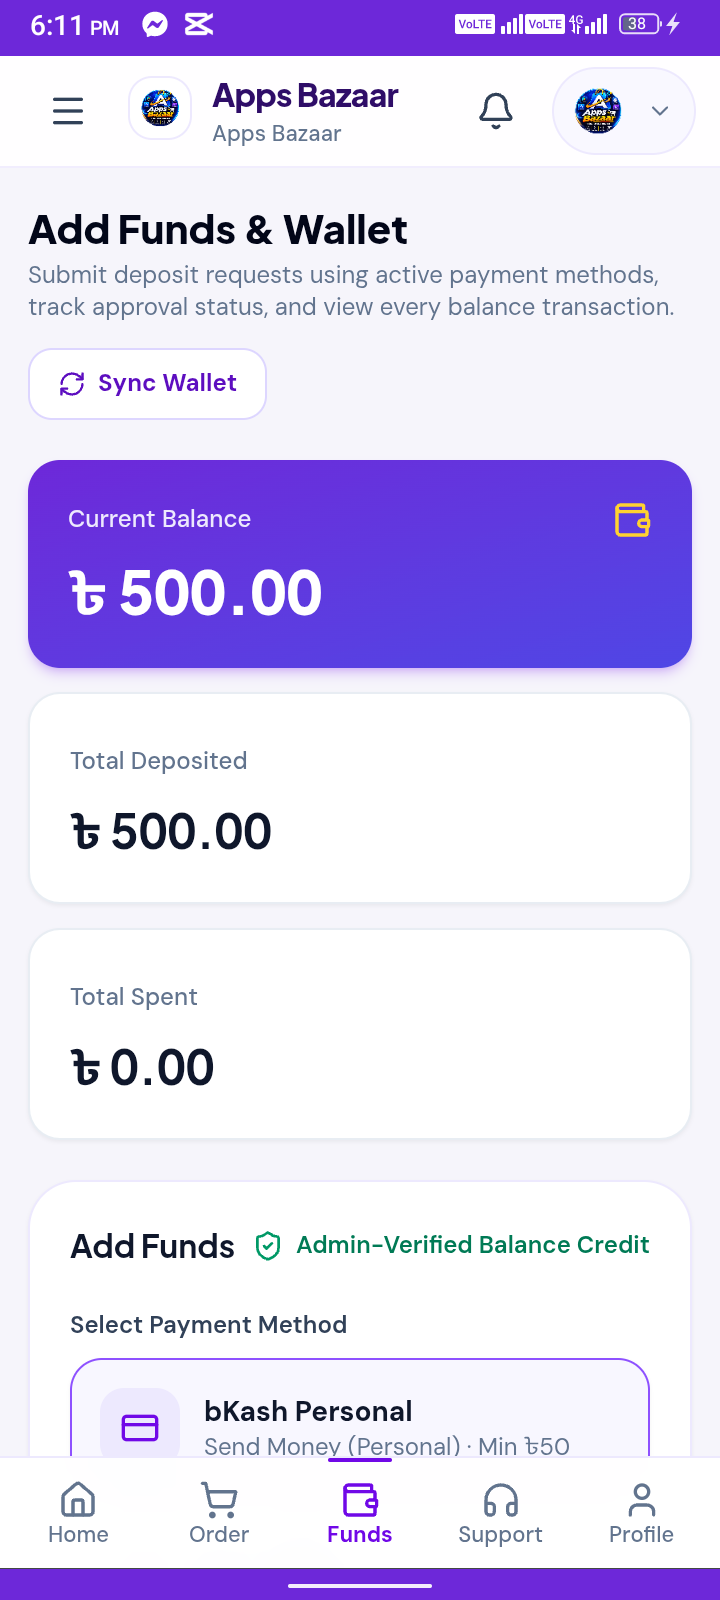 6:11 PM
VoLTE VoLTE 4G 38
Apps Bazaar
Apps Bazaar
Add Funds & Wallet
Submit deposit requests using active payment methods,
track approval status, and view every balance transaction.
Sync Wallet
Current Balance
৳ 500.00
Total Deposited
৳ 500.00
Total Spent
৳ 0.00
Add Funds Admin-Verified Balance Credit
Select Payment Method
bKash Personal
Send Money (Personal) · Min ৳50
Home Order Funds Support Profile